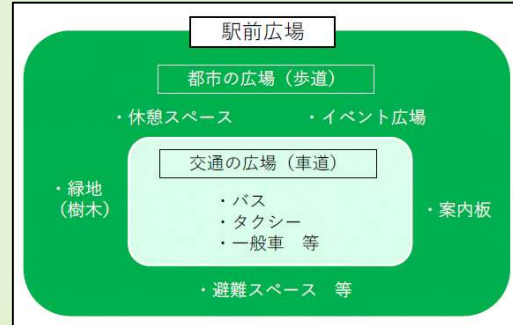 駅前広場
都市の広場（歩道）
・休憩スペース　・イベント広場
交通の広場（車道）
・緑地
（樹木）
・バス
・タクシー
・一般車　等
・案内板
・避難スペース　等